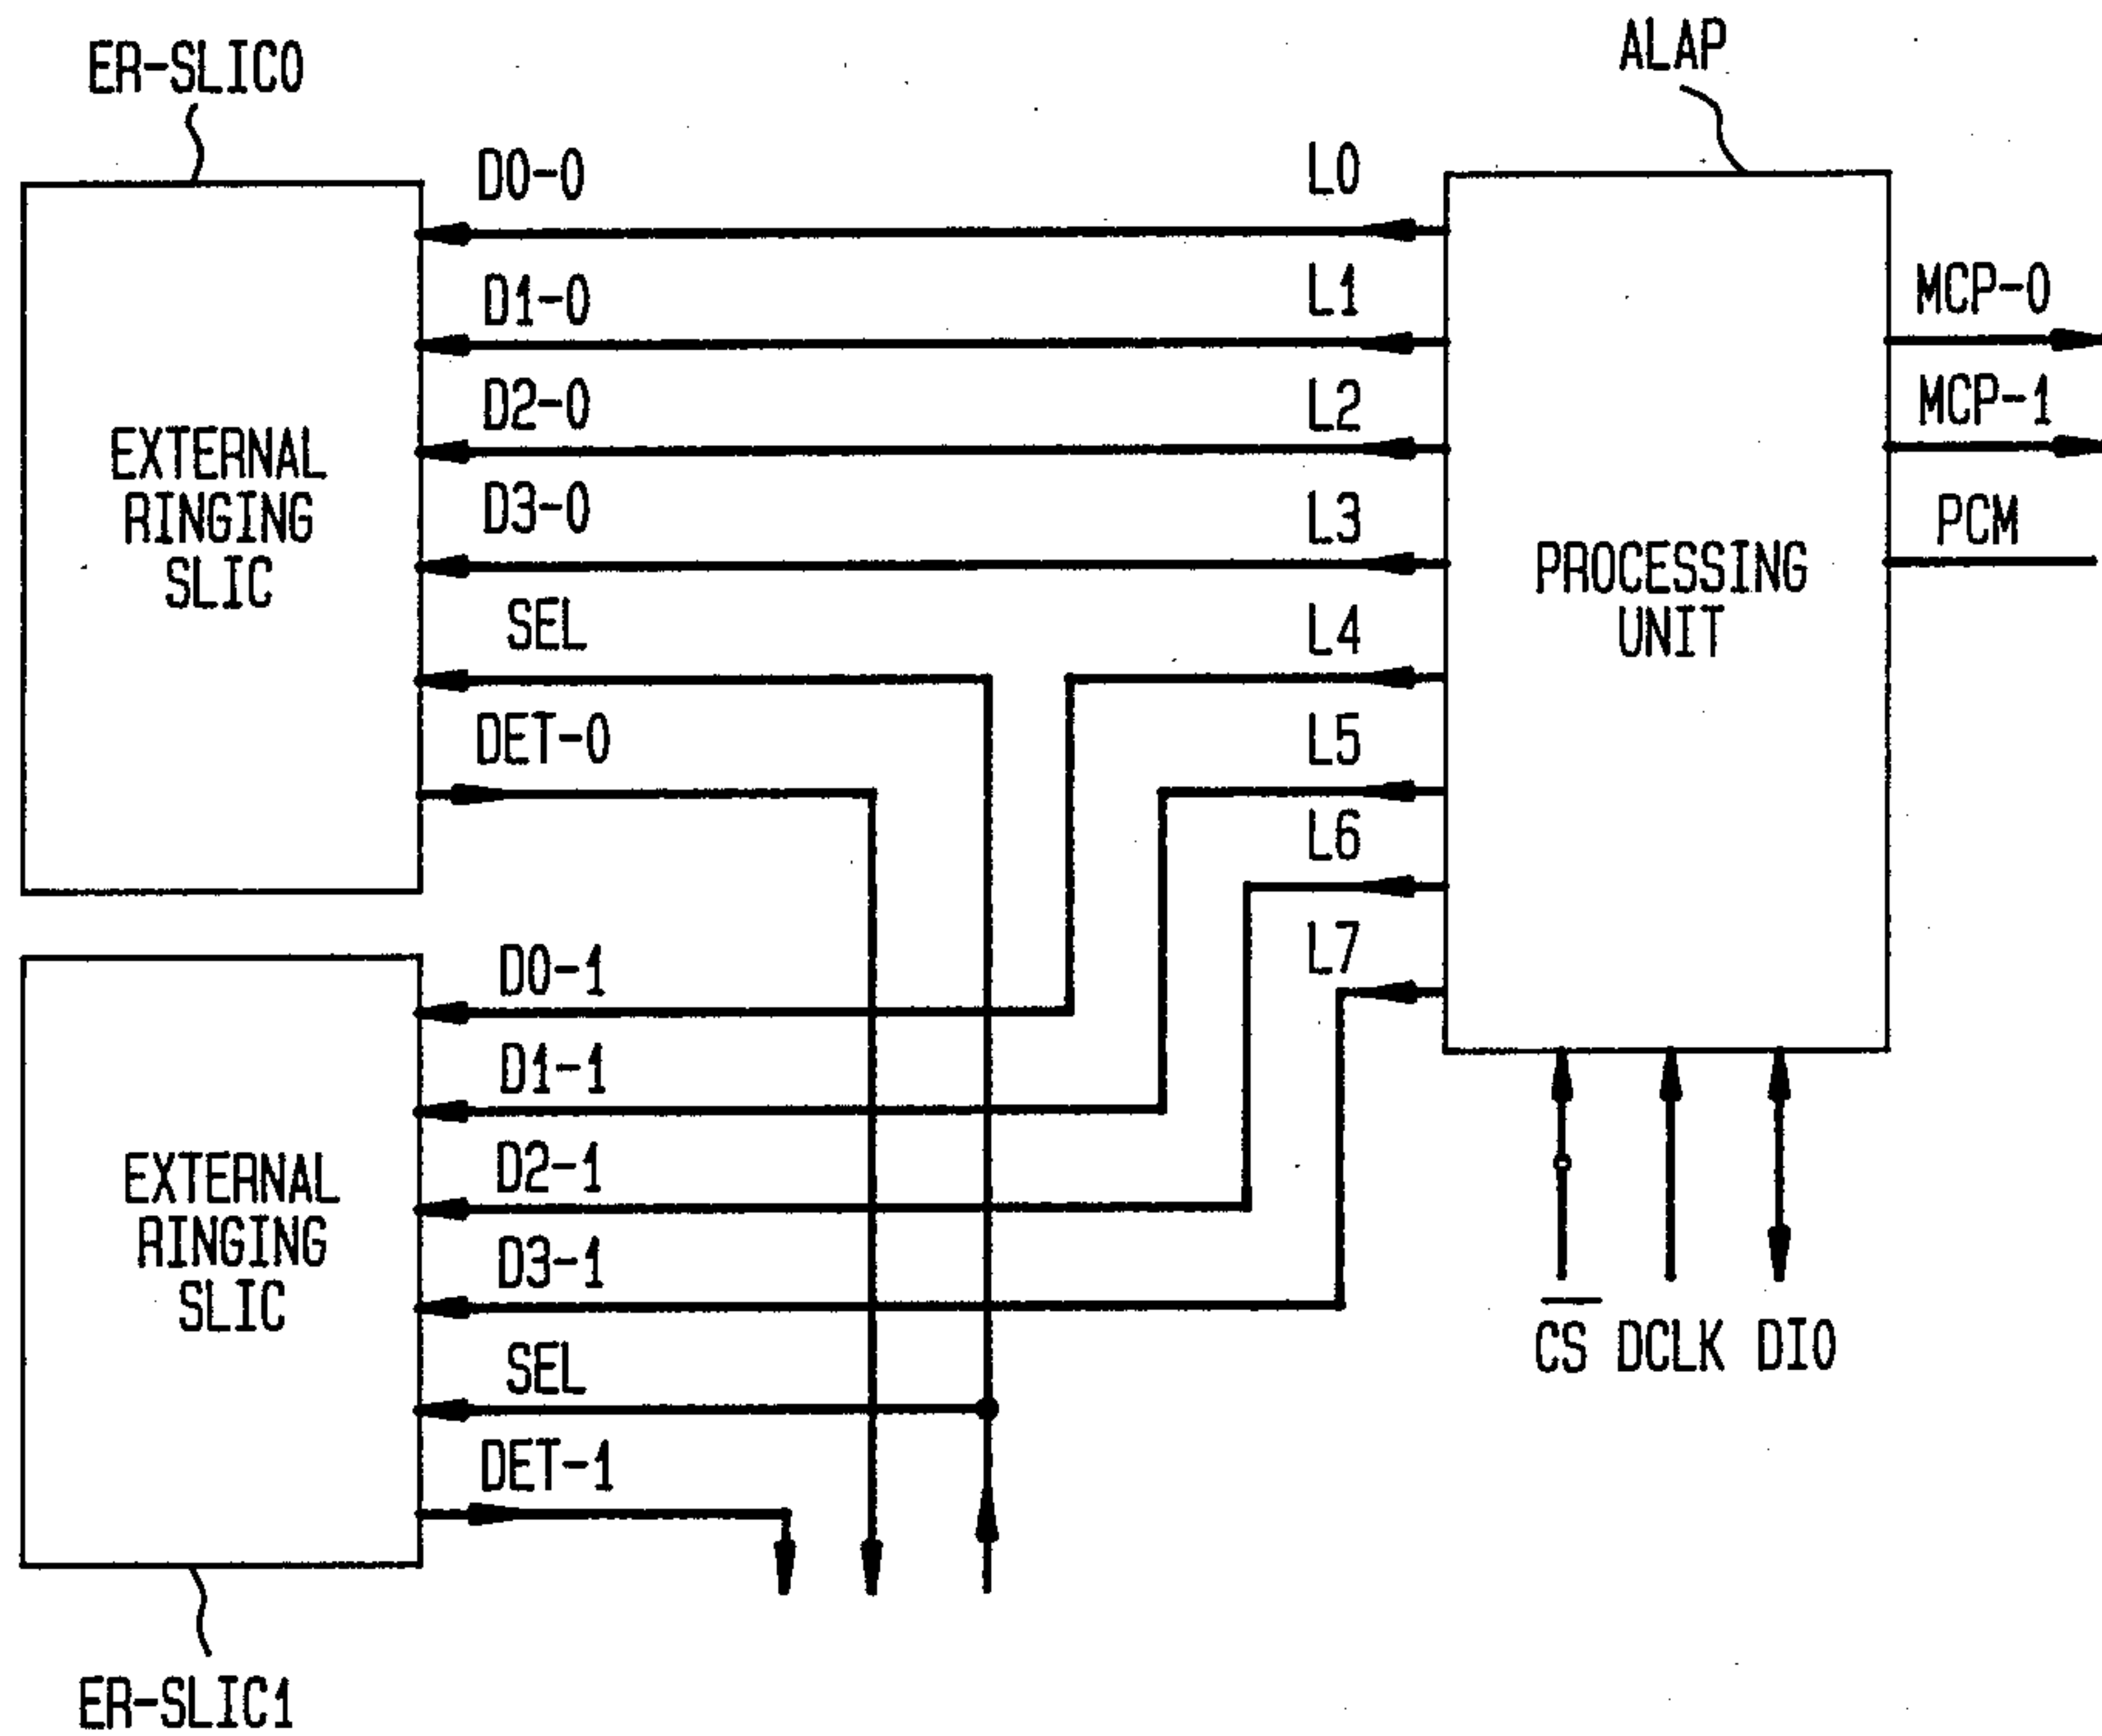 ER-SLIC0
ALAP
D0-0
L0
D1-0
L1
MCP-0
D2-0
L2
MCP-1
EXTERNAL
RINGING
SLIC
D3-0
L3
PCM
PROCESSING
UNIT
SEL
L4
DET-0
L5
L6
D0-1
L7
D1-1
D2-1
EXTERNAL
RINGING
SLIC
D3-1
C̅S̅ DCLK DIO
SEL
DET-1
ER-SLIC1